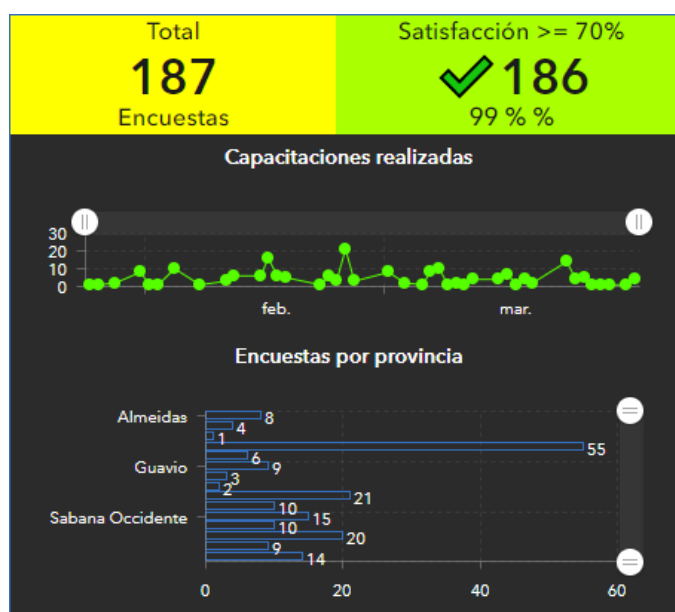 Total
187
Encuestas
Satisfacción >= 70%
186
99 % %
Capacitaciones realizadas
30
20
10
0
feb.
mar.
Encuestas por provincia
Almeidas
8
4
1
55
6
Guavio
9
3
2
21
10
Sabana Occidente
15
10
20
9
14
0
20
40
60